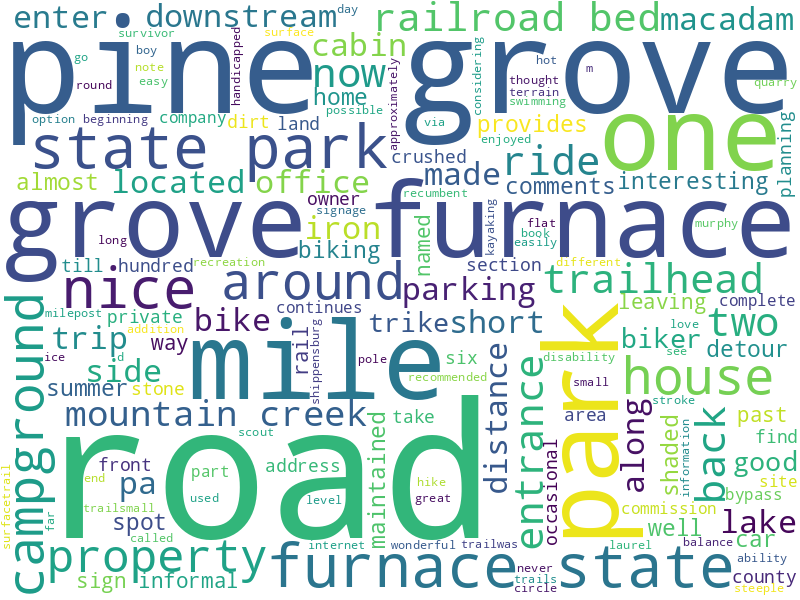 enter downstream day railroad bed macadam
survivor surface
pine grove
go boy cabin handicapped considering hot m
note easy now approximately thought quarry
round home possible terrain swimming
option beginning company dirt land via provides one planning
state park crushed enjoyed ride
almost located office made comments interesting
owner recumbent
grove furnace
signage iron named kayaking flat book easily murphy
long biking different
till hundred recreation section trailhead
nice around parking leaving complete
milepost private continues
addition bike trike short park two
trip way rail shippensburg biker love detour
ice id mile pole six distance disability see
side recommended small house
summer stone stroke
campground mountain creek take entrance area along shaded back past
road
scout maintained occasional information find
front part address good
pa end used level hike site
trailsmall great bypass
spot commission
called well lake
surfacetrail far internet wonderful trailwas never laurel balance car
property trails ability
sign informal furnace state county
circle steeple